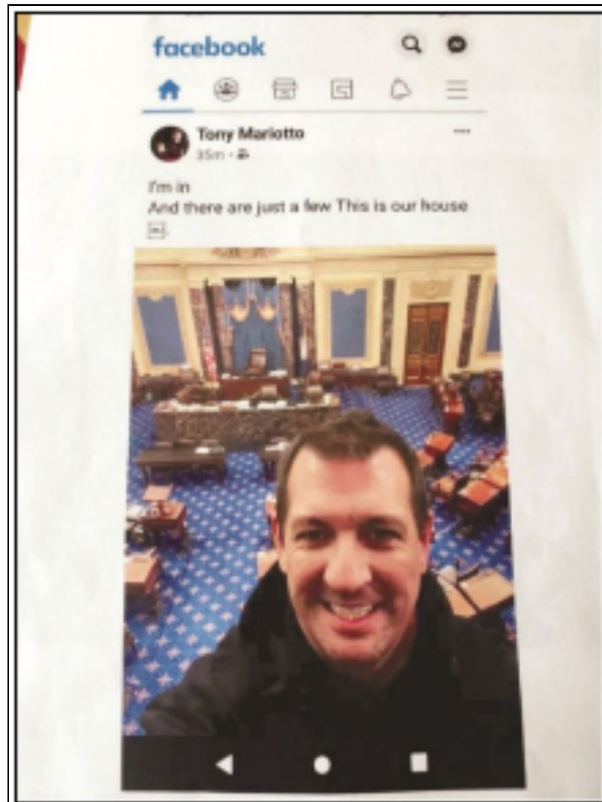 facebook
Tony Mariotto
35m
I'm in
And there are just a few This is our house